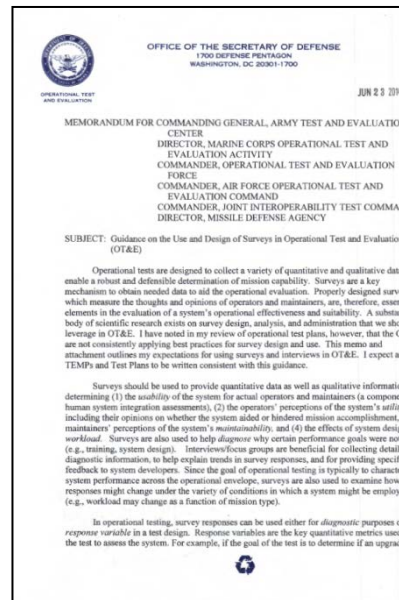 OFFICE OF THE SECRETARY OF DEFENSE
1700 DEFENSE PENTAGON
WASHINGTON, DC 20301-1700
OPERATIONAL TEST
AND EVALUATION
JUN 23 201
MEMORANDUM FOR COMMANDING GENERAL, ARMY TEST AND EVALUATIO
CENTER
DIRECTOR, MARINE CORPS OPERATIONAL TEST AND
EVALUATION ACTIVITY
COMMANDER, OPERATIONAL TEST AND EVALUATION
FORCE
COMMANDER, AIR FORCE OPERATIONAL TEST AND
EVALUATION COMMAND
COMMANDER, JOINT INTEROPERABILITY TEST COMMA
DIRECTOR, MISSILE DEFENSE AGENCY
SUBJECT: Guidance on the Use and Design of Surveys in Operational Test and Evaluation
(OT&E)
Operational tests are designed to collect a variety of quantitative and qualitative data
enable a robust and defensible determination of mission capability. Surveys are a key
mechanism to obtain needed data to aid the operational evaluation. Properly designed surve
which measure the thoughts and opinions of operators and maintainers, are, therefore, essen
elements in the evaluation of a system's operational effectiveness and suitability. A substa
body of scientific research exists on survey design, analysis, and administration that we sho
leverage in OT&E. I have noted in my review of operational test plans, however, that the O
are not consistently applying best practices for survey design and use. This memo and
attachment outlines my expectations for using surveys and interviews in OT&E. I expect a
TEMPs and Test Plans to be written consistent with this guidance.
Surveys should be used to provide quantitative data as well as qualitative informatio
determining (1) the usability of the system for actual operators and maintainers (a compone
human system integration assessments), (2) the operators' perceptions of the system's utilit
including their opinions on whether the system aided or hindered mission accomplishment,
maintainers' perceptions of the system's maintainability, and (4) the effects of system desig
workload. Surveys are also used to help diagnose why certain performance goals were not
(e.g., training, system design). Interviews/focus groups are beneficial for collecting detail
diagnostic information, to help explain trends in survey responses, and for providing specif
feedback to system developers. Since the goal of operational testing is typically to characte
system performance across the operational envelope, surveys are also used to examine how
responses might change under the variety of conditions in which a system might be employ
(e.g., workload may change as a function of mission type).
In operational testing, survey responses can be used either for diagnostic purposes o
response variable in a test design. Response variables are the key quantitative metrics used
the test to assess the system. For example, if the goal of the test is to determine if an upgrad